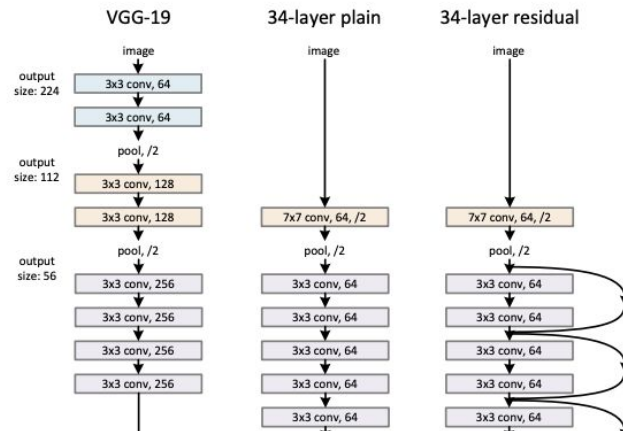 VGG-19
34-layer plain
34-layer residual
image
image
image
output
size: 224
3x3 conv, 64
3x3 conv, 64
pool, /2
output
size: 112
3x3 conv, 128
3x3 conv, 128
7x7 conv, 64, /2
7x7 conv, 64, /2
pool, /2
pool, /2
pool, /2
output
size: 56
3x3 conv, 256
3x3 conv, 64
3x3 conv, 64
3x3 conv, 256
3x3 conv, 64
3x3 conv, 64
3x3 conv, 256
3x3 conv, 64
3x3 conv, 64
3x3 conv, 256
3x3 conv, 64
3x3 conv, 64
3x3 conv, 64
3x3 conv, 64